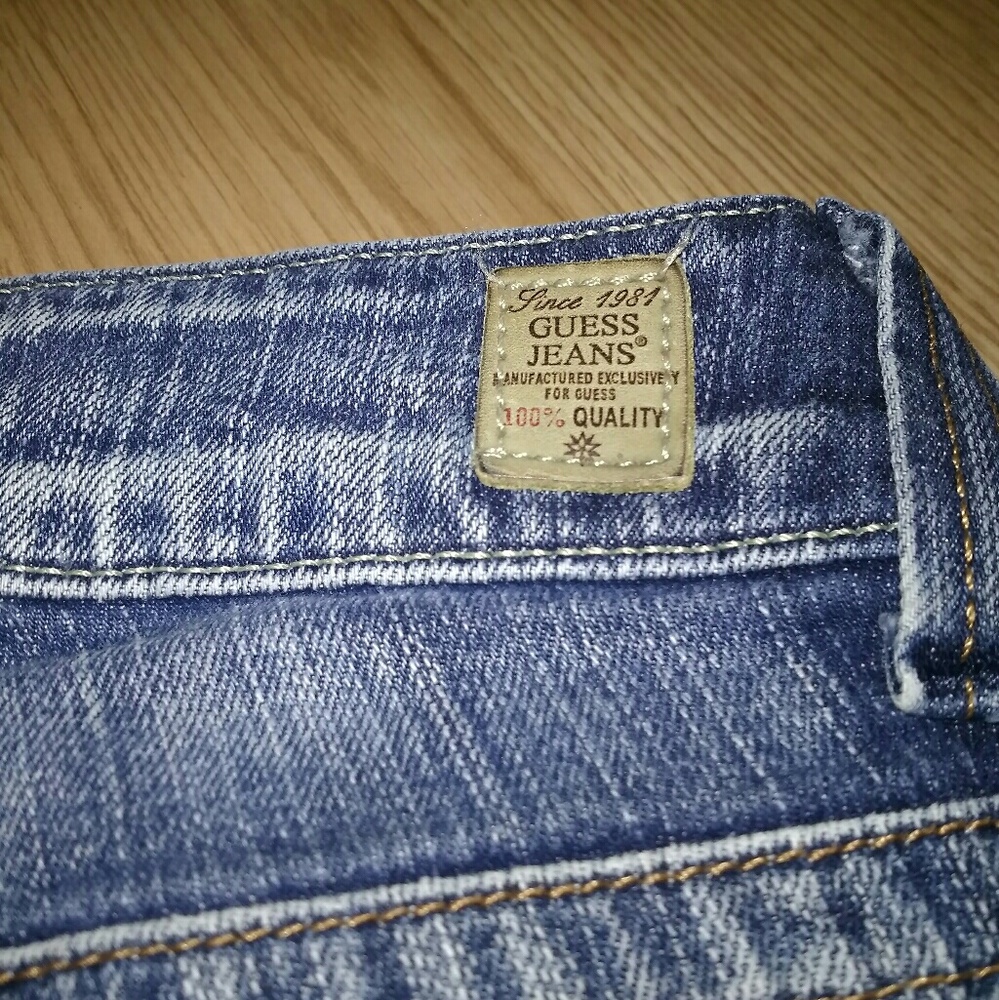 Since 1981
GUESS
JEANS®
MANUFACTURED EXCLUSIVELY
FOR GUESS
100% QUALITY